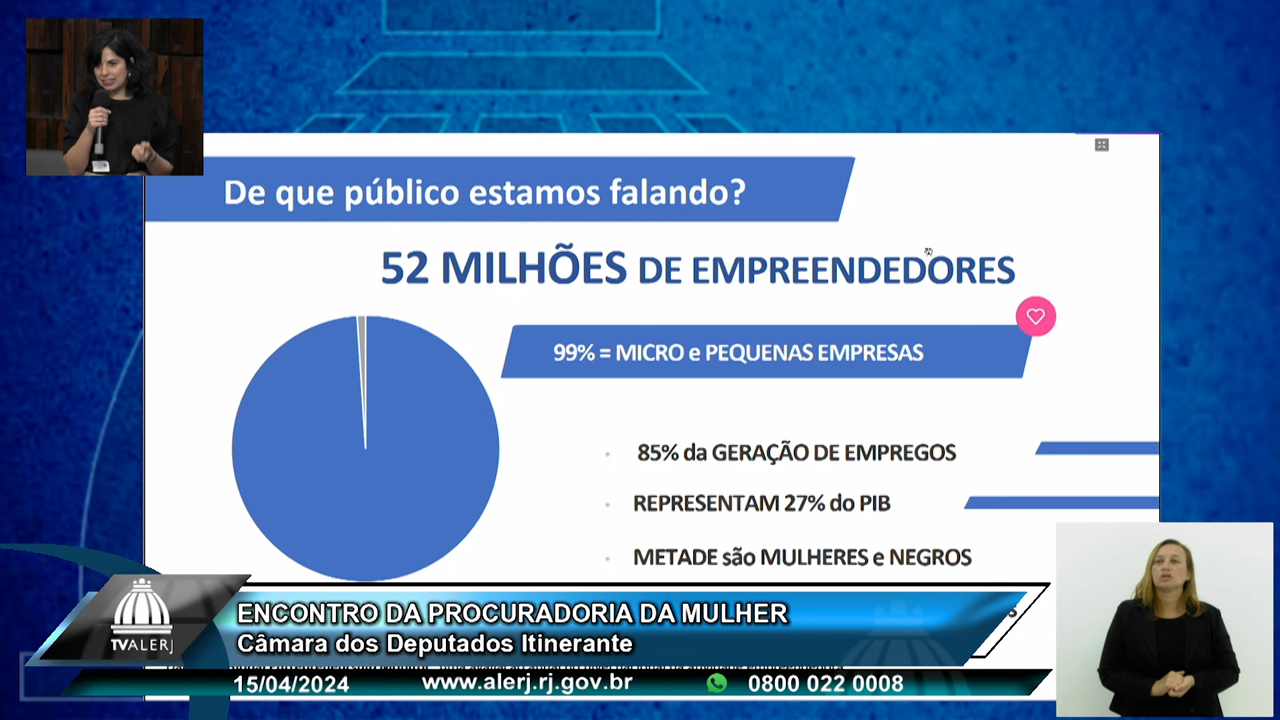 De que público estamos falando?
52 MILHÕES DE EMPREENDEDORES
99% = MICRO e PEQUENAS EMPRESAS
85% da GERAÇÃO DE EMPREGOS
REPRESENTAM 27% do PIB
METADE são MULHERES e NEGROS
TVALERJ
ENCONTRO DA PROCURADORIA DA MULHER
Câmara dos Deputados Itinerante
15/04/2024
www.alerj.rj.gov.br
0800 022 0008